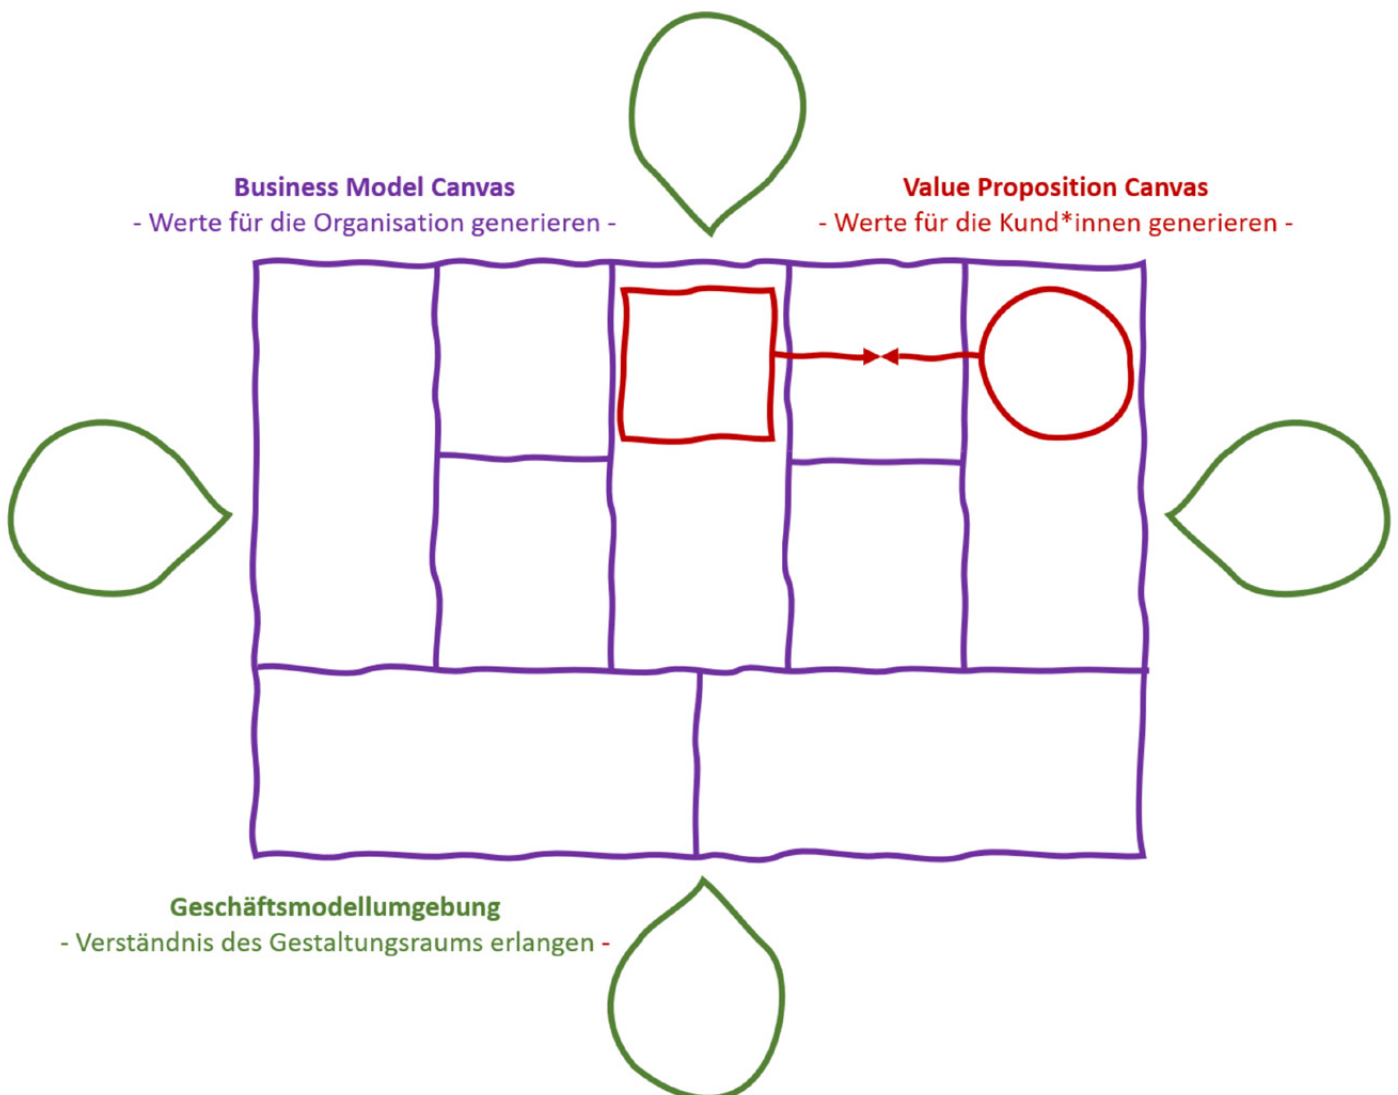 Business Model Canvas
- Werte für die Organisation generieren -
Value Proposition Canvas
- Werte für die Kund*innen generieren -
Geschäftsmodellumgebung
- Verständnis des Gestaltungsraums erlangen -